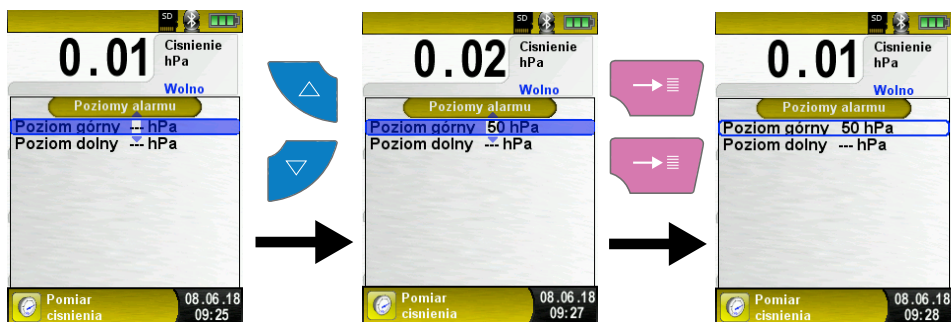 SD
0.01 Cisnienie
hPa
Wolno
Poziomy alarmu
Poziom górny --- hPa
Poziom dolny --- hPa
Pomiar
cisnienia
08.06.18
09:25
SD
0.02 Cisnienie
hPa
Wolno
Poziomy alarmu
Poziom górny 50 hPa
Poziom dolny --- hPa
Pomiar
cisnienia
08.06.18
09:27
SD
0.01 Cisnienie
hPa
Wolno
Poziomy alarmu
Poziom górny 50 hPa
Poziom dolny --- hPa
Pomiar
cisnienia
08.06.18
09:28